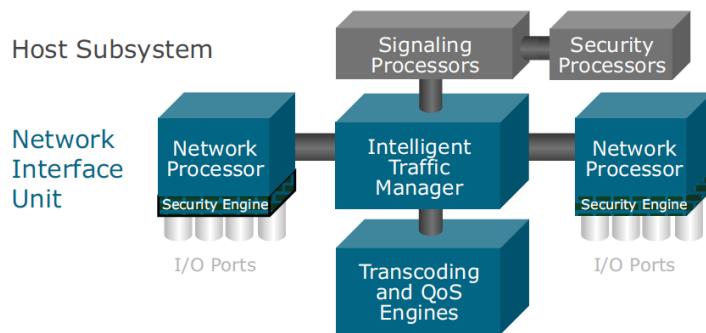 Host Subsystem
Signaling
Processors
Security
Processors
Network
Interface
Unit
Network
Processor
Security Engine
I/O Ports
Intelligent
Traffic
Manager
Network
Processor
Security Engine
I/O Ports
Transcoding
and QoS
Engines